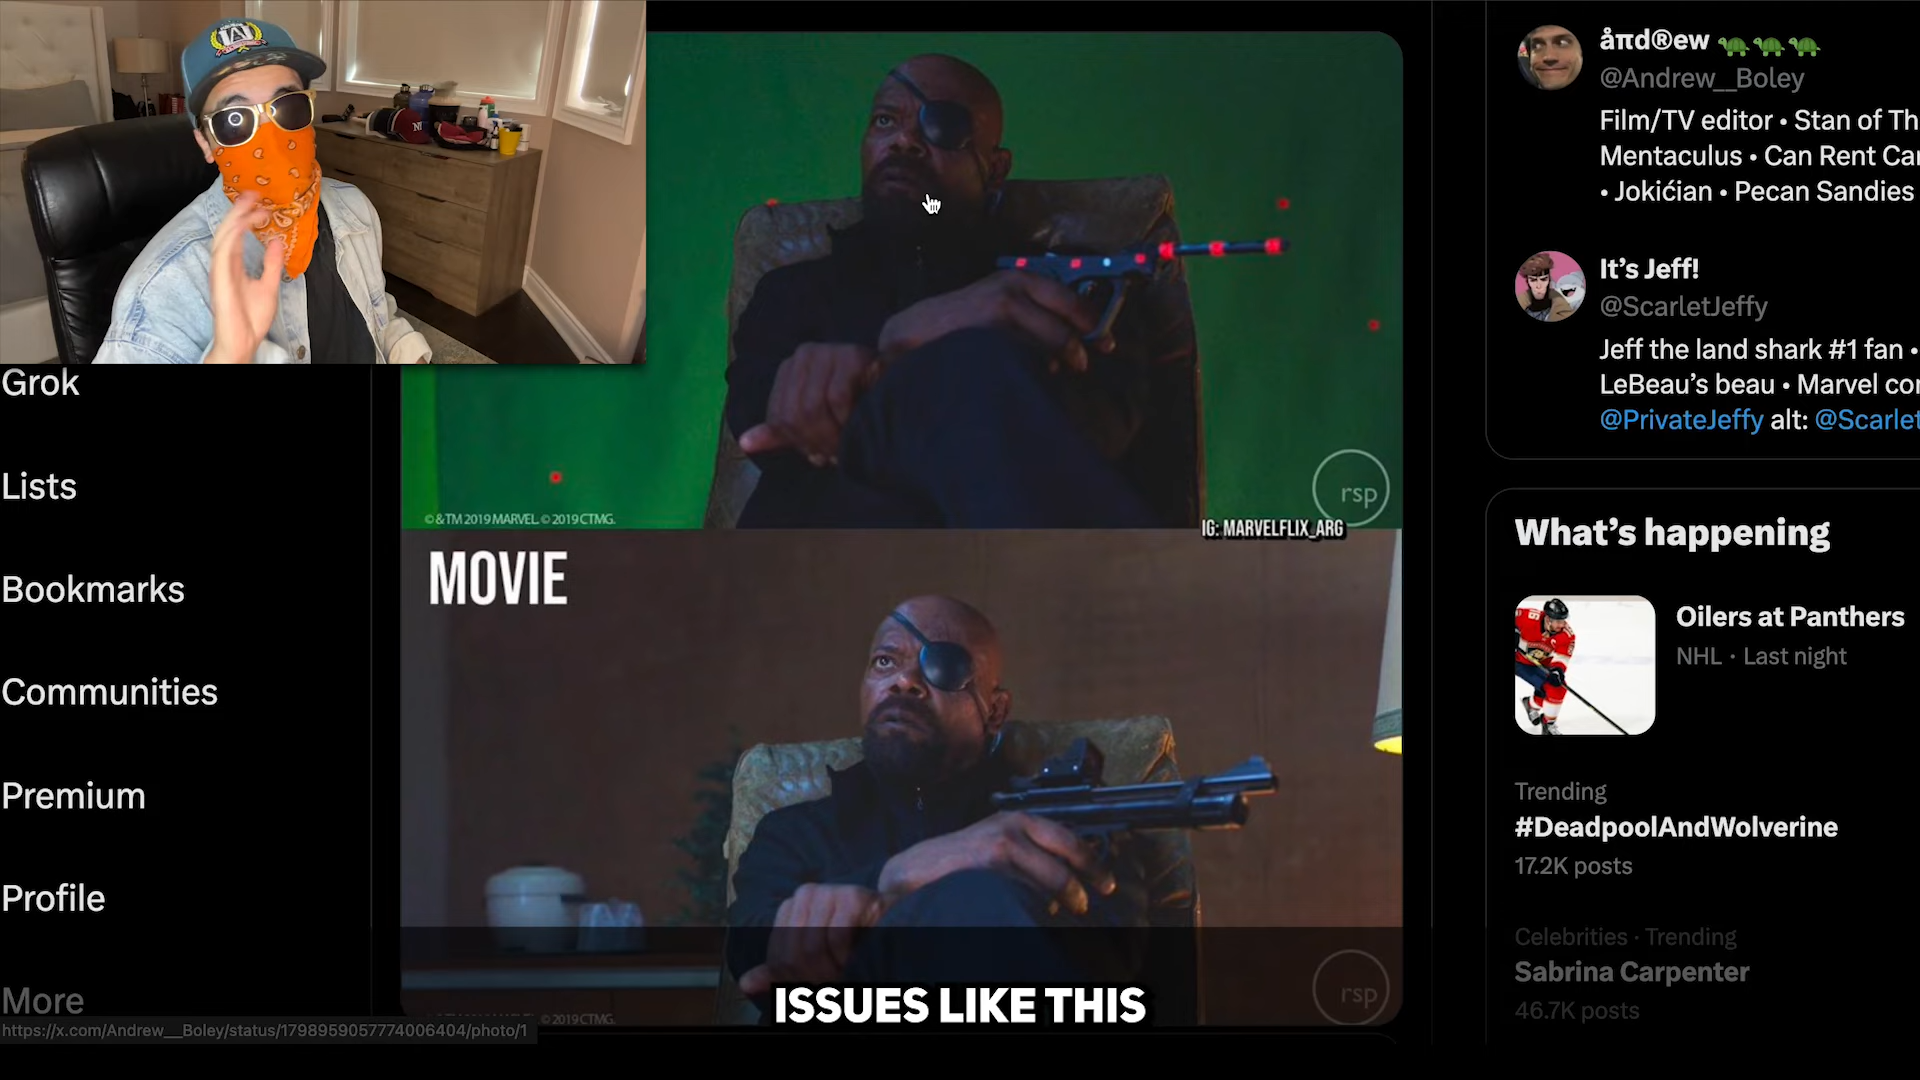 Grok
Lists
Bookmarks
Communities
Premium
Profile
More
https://x.com/Andrew__Boley/status/1798959057774006404/photo/1
rsp
© & TM 2019 MARVEL. © 2019 CTMG.
IG: MARVELFLIX_ARG
MOVIE
rsp
© 2019 CTMG.
ISSUES LIKE THIS
åπd®ew
@Andrew__Boley
Film/TV editor • Stan of Th
Mentaculus • Can Rent Ca
• Jokićian • Pecan Sandies
It’s Jeff!
@ScarletJeffy
Jeff the land shark #1 fan •
LeBeau’s beau • Marvel co
@PrivateJeffy alt: @Scarlet
What’s happening
Oilers at Panthers
NHL · Last night
Trending
#DeadpoolAndWolverine
17.2K posts
Celebrities · Trending
Sabrina Carpenter
46.7K posts